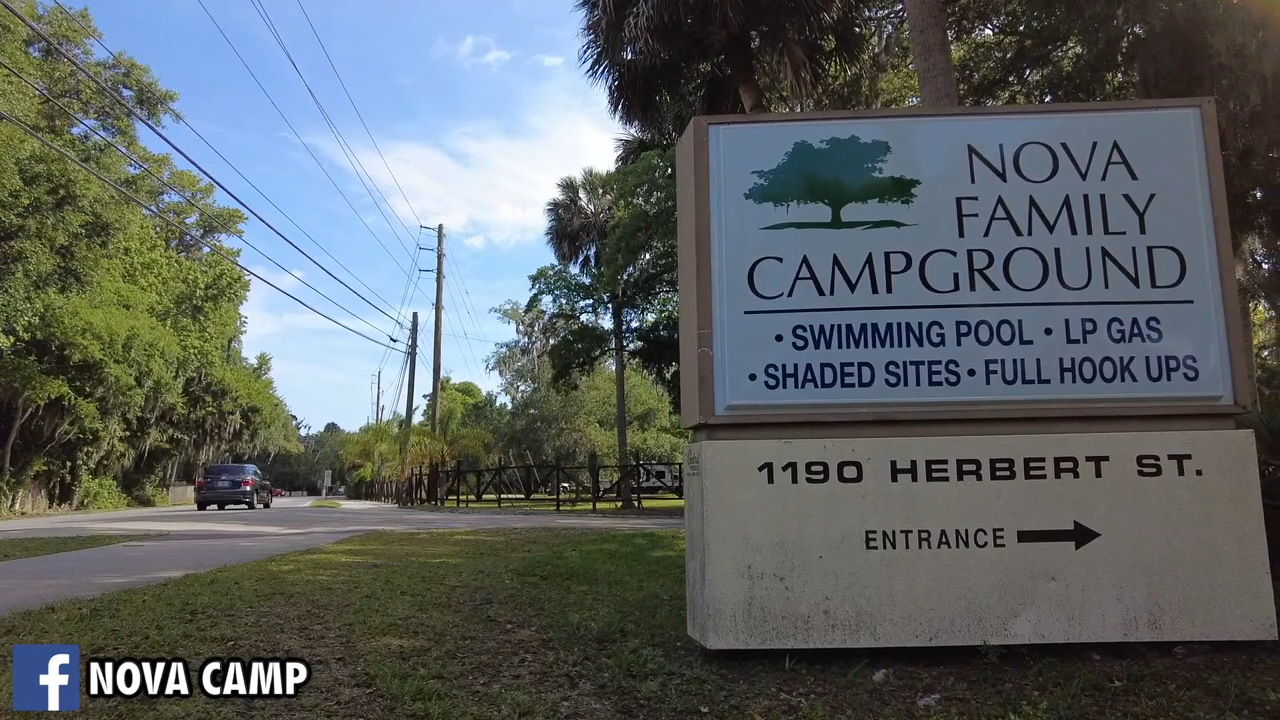 NOVA
FAMILY
CAMPGROUND
• SWIMMING POOL • LP GAS
• SHADED SITES • FULL HOOK UPS
1190 HERBERT ST.
ENTRANCE
f NOVA CAMP